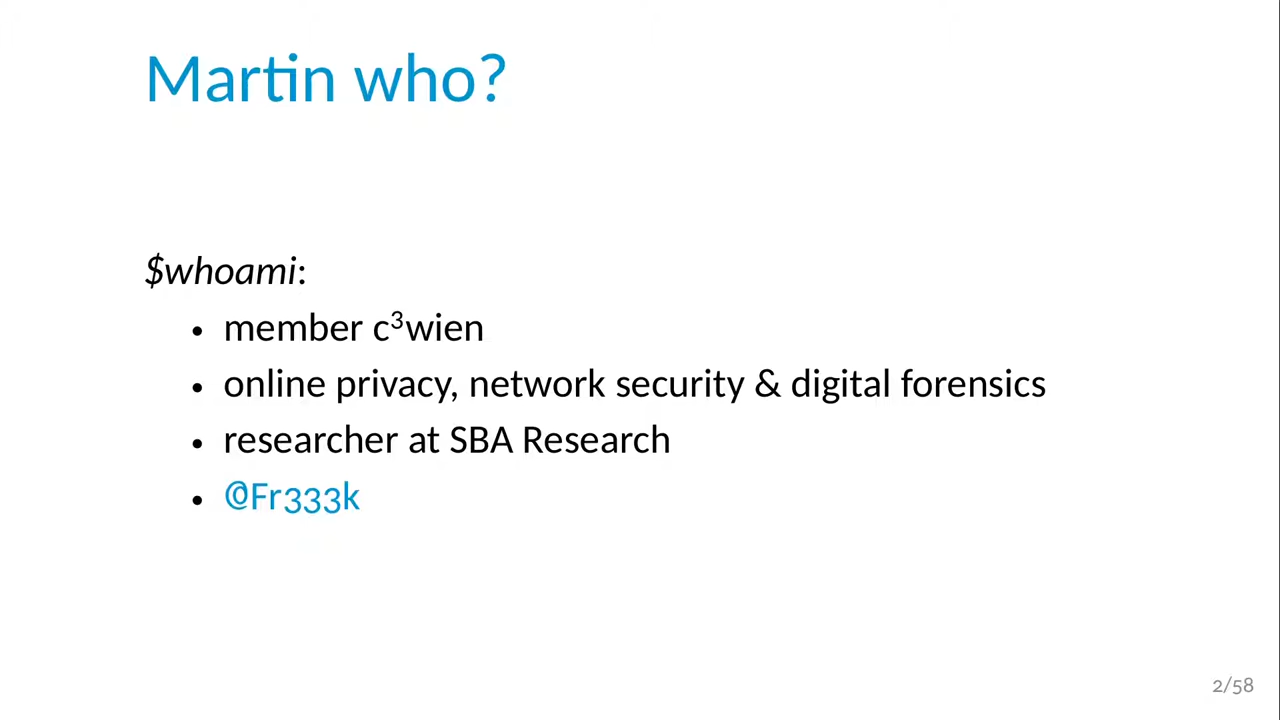 Martin who?
$whoami:
• member c³wien
• online privacy, network security & digital forensics
• researcher at SBA Research
• @Fr333k
2/58